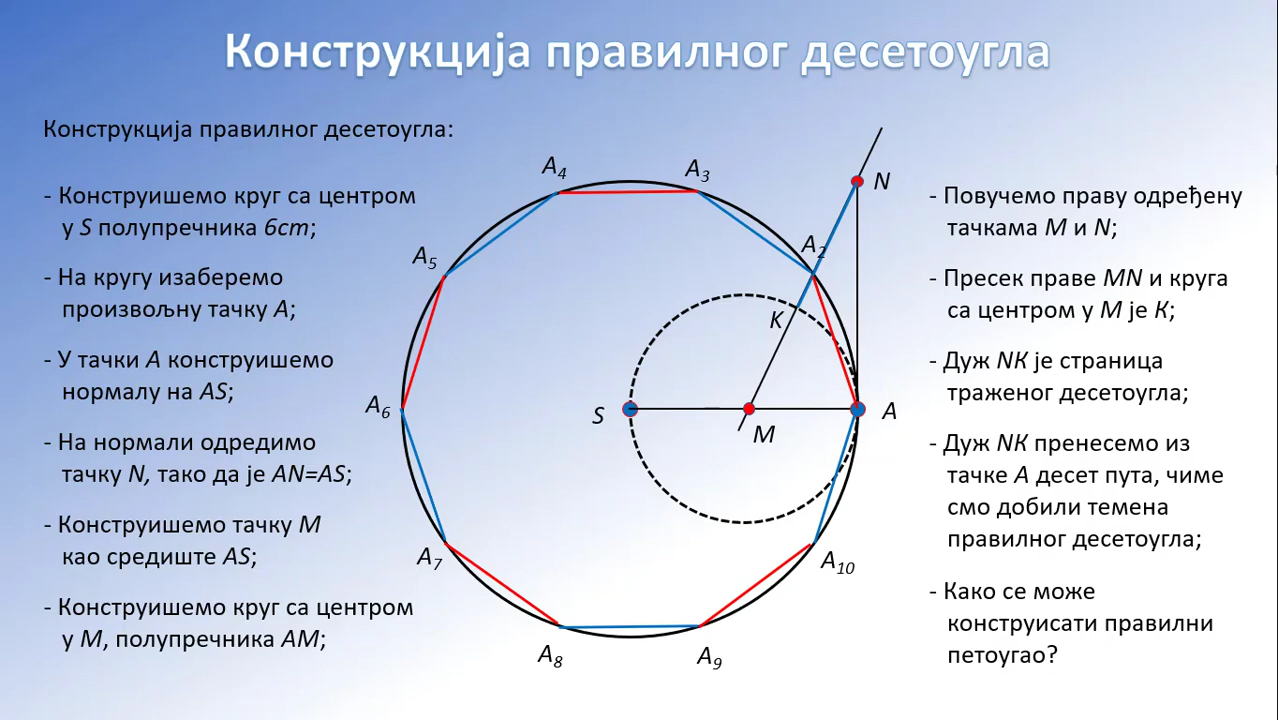 Конструкција правилног десетоугла
Конструкција правилног десетоугла:
- Конструишемо круг са центром
у S полупречника 6cm;
- На кругу изаберемо
произвољну тачку A;
- У тачки A конструишемо
нормалу на AS;
- На нормали одредимо
тачку N, тако да је AN=AS;
- Конструишемо тачку M
као средиште AS;
- Конструишемо круг са центром
у M, полупречника AM;
A4
A3
N
A2
A5
K
A6
S
M
A
A7
A10
A8
A9
- Повучемо праву одређену
тачкама M и N;
- Пресек праве MN и круга
са центром у M је K;
- Дуж NK је страница
траженог десетоугла;
- Дуж NK пренесемо из
тачке A десет пута, чиме
смо добили темена
правилног десетоугла;
- Како се може
конструисати правилни
петоугао?